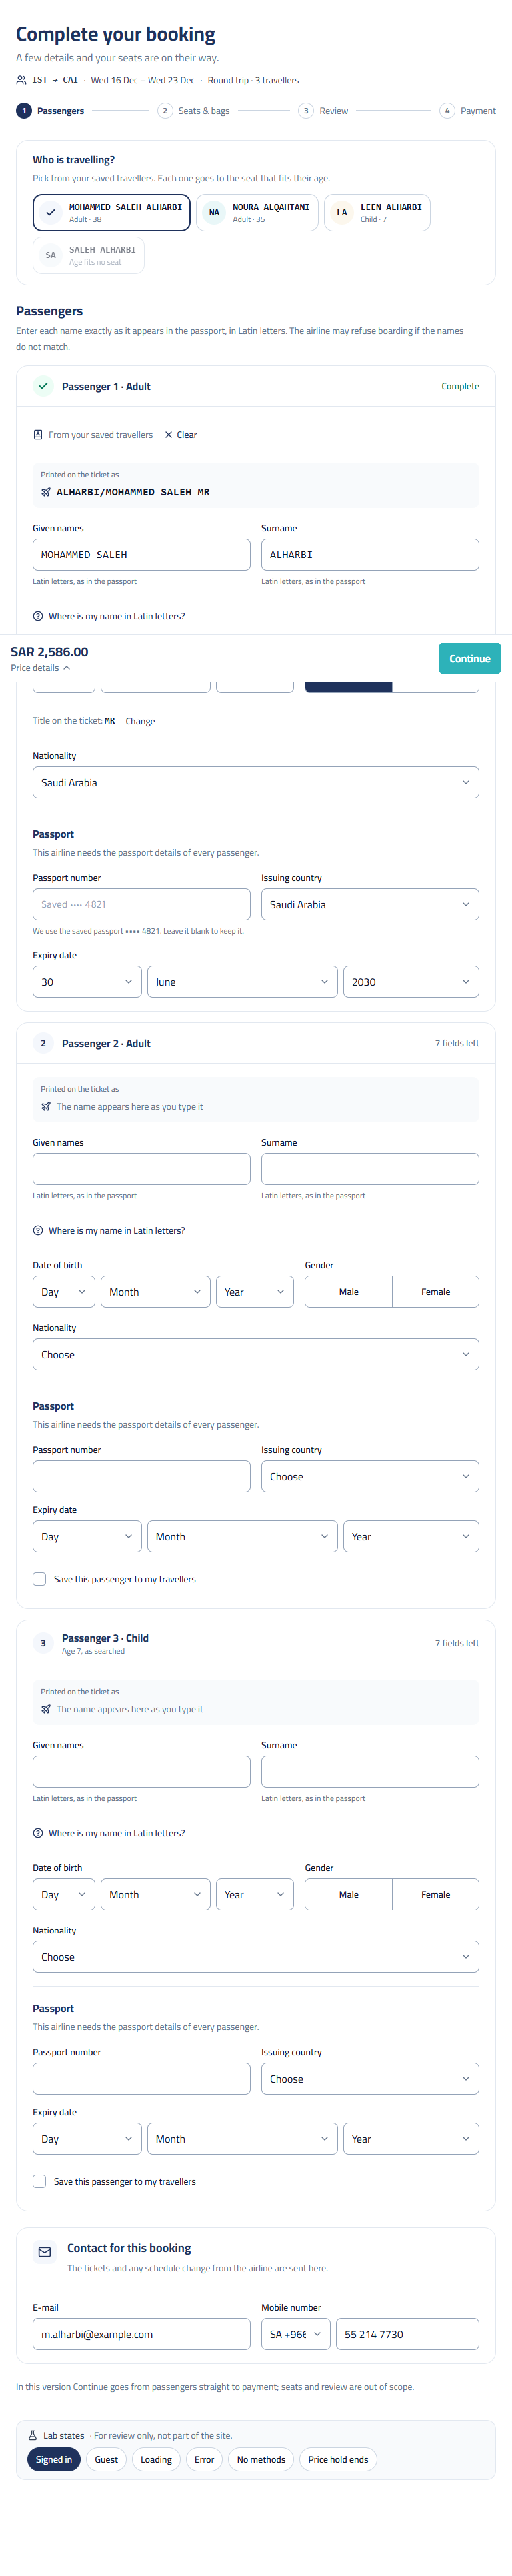 Complete your booking
A few details and your seats are on their way.
IST → CAI · Wed 16 Dec – Wed 23 Dec · Round trip · 3 travellers
1 Passengers
2 Seats & bags
3 Review
4 Payment
Who is travelling?
Pick from your saved travellers. Each one goes to the seat that fits their age.
MOHAMMED SALEH ALHARBI
Adult · 38
NA
NOURA ALQAHTANI
Adult · 35
LA
LEEN ALHARBI
Child · 7
SA
SALEH ALHARBI
Age fits no seat
Passengers
Enter each name exactly as it appears in the passport, in Latin letters. The airline may refuse boarding if the names
do not match.
Passenger 1 · Adult
Complete
From your saved travellers
Clear
Printed on the ticket as
ALHARBI/MOHAMMED SALEH MR
Given names
Surname
MOHAMMED SALEH
ALHARBI
Latin letters, as in the passport
Latin letters, as in the passport
Where is my name in Latin letters?
SAR 2,586.00
Price details
Continue
Title on the ticket: MR
Change
Nationality
Saudi Arabia
Passport
This airline needs the passport details of every passenger.
Passport number
Issuing country
Saved •••• 4821
Saudi Arabia
We use the saved passport •••• 4821. Leave it blank to keep it.
Expiry date
30
June
2030
2
Passenger 2 · Adult
7 fields left
Printed on the ticket as
The name appears here as you type it
Given names
Surname
Latin letters, as in the passport
Latin letters, as in the passport
Where is my name in Latin letters?
Date of birth
Gender
Day
Month
Year
Male
Female
Nationality
Choose
Passport
This airline needs the passport details of every passenger.
Passport number
Issuing country
Choose
Expiry date
Day
Month
Year
Save this passenger to my travellers
3
Passenger 3 · Child
Age 7, as searched
7 fields left
Printed on the ticket as
The name appears here as you type it
Given names
Surname
Latin letters, as in the passport
Latin letters, as in the passport
Where is my name in Latin letters?
Date of birth
Gender
Day
Month
Year
Male
Female
Nationality
Choose
Passport
This airline needs the passport details of every passenger.
Passport number
Issuing country
Choose
Expiry date
Day
Month
Year
Save this passenger to my travellers
Contact for this booking
The tickets and any schedule change from the airline are sent here.
E-mail
Mobile number
m.alharbi@example.com
SA +966
55 214 7730
In this version Continue goes from passengers straight to payment; seats and review are out of scope.
Lab states · For review only, not part of the site.
Signed in
Guest
Loading
Error
No methods
Price hold ends